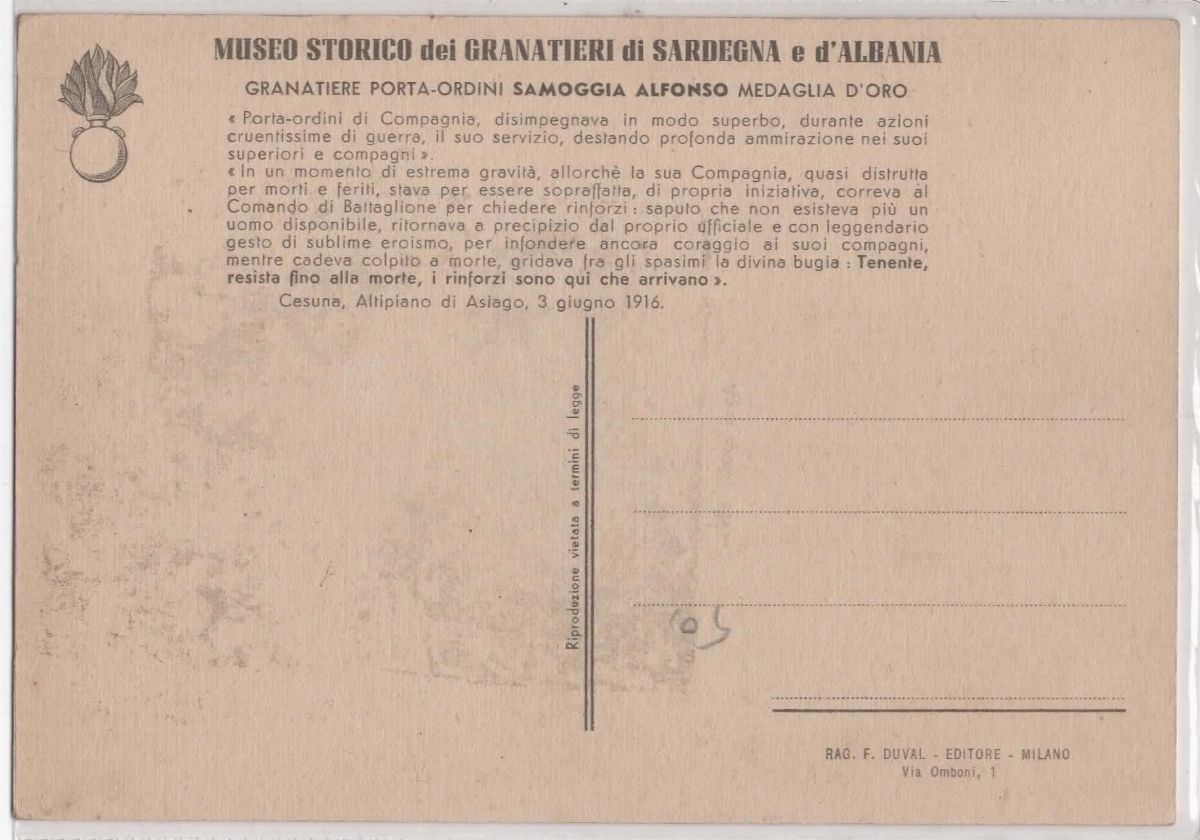 MUSEO STORICO dei GRANATIERI di SARDEGNA e d'ALBANIA
GRANATIERE PORTA-ORDINI SAMOGGIA ALFONSO MEDAGLIA D'ORO
« Porta-ordini di Compagnia, disimpegnava in modo superbo, durante azioni
cruentissime di guerra, il suo servizio, destando profonda ammirazione nei suoi
superiori e compagni ».
« In un momento di estrema gravità, allorchè la sua Compagnia, quasi distrutta
per morti e feriti, stava per essere sopraffatta, di propria iniziativa, correva al
Comando di Battaglione per chiedere rinforzi : saputo che non esisteva più un
uomo disponibile, ritornava a precipizio dal proprio ufficiale e con leggendario
gesto di sublime eroismo, per infondere ancora coraggio ai suoi compagni,
mentre cadeva colpito a morte, gridava fra gli spasimi la divina bugia : Tenente,
resista fino alla morte, i rinforzi sono qui che arrivano ».
Cesuna, Altipiano di Asiago, 3 giugno 1916.
Riproduzione vietata a termini di legge
RAG. F. DUVAL - EDITORE - MILANO
Via Omboni, 1